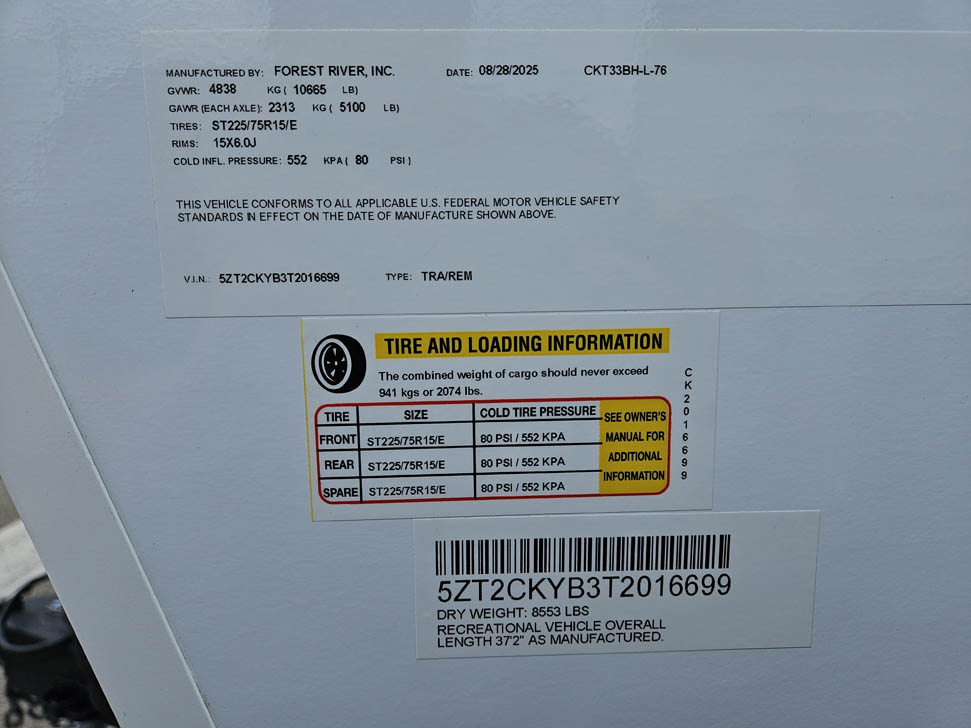 MANUFACTURED BY: FOREST RIVER, INC. DATE: 08/28/2025 CKT33BH-L-76
GVWR: 4838 KG ( 10665 LB)
GAWR (EACH AXLE): 2313 KG ( 5100 LB)
TIRES: ST225/75R15/E
RIMS: 15X6.0J
COLD INFL. PRESSURE: 552 KPA ( 80 PSI )
THIS VEHICLE CONFORMS TO ALL APPLICABLE U.S. FEDERAL MOTOR VEHICLE SAFETY
STANDARDS IN EFFECT ON THE DATE OF MANUFACTURE SHOWN ABOVE.
V.I.N.: 5ZT2CKYB3T2016699 TYPE: TRA/REM
TIRE AND LOADING INFORMATION
The combined weight of cargo should never exceed
941 kgs or 2074 lbs.
TIRE SIZE COLD TIRE PRESSURE
FRONT ST225/75R15/E 80 PSI / 552 KPA
REAR ST225/75R15/E 80 PSI / 552 KPA
SPARE ST225/75R15/E 80 PSI / 552 KPA
SEE OWNER'S
MANUAL FOR
ADDITIONAL
INFORMATION
CK2016699
5ZT2CKYB3T2016699
DRY WEIGHT: 8553 LBS
RECREATIONAL VEHICLE OVERALL
LENGTH 37'2" AS MANUFACTURED.